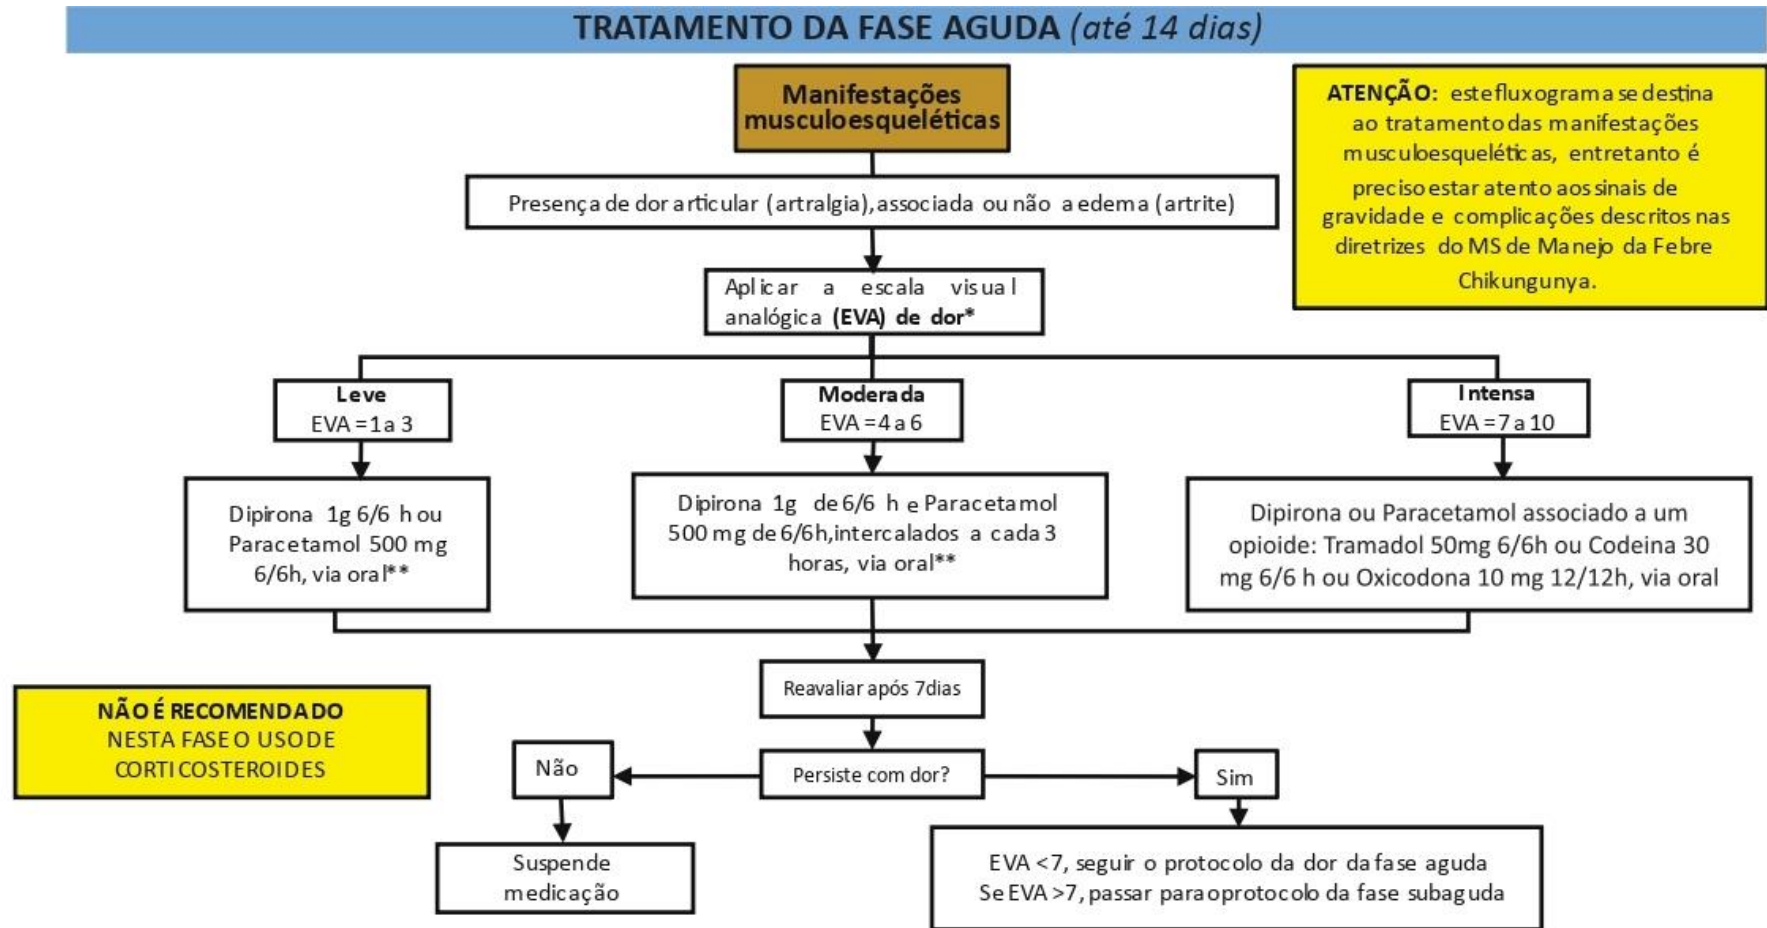 TRATAMENTO DA FASE AGUDA (até 14 dias)
Manifestações
musculoesqueléticas
ATENÇÃO: este fluxograma se destina
ao tratamento das manifestações
musculoesqueléticas, entretanto é
preciso estar atento aos sinais de
gravidade e complicações descritos nas
diretrizes do MS de Manejo da Febre
Chikungunya.
Presença de dor articular (artralgia), associada ou não a edema (artrite)
Aplicar a escala visual
analógica (EVA) de dor*
Leve
EVA =1 a 3
Moderada
EVA =4 a 6
Intensa
EVA =7 a 10
Dipirona 1g 6/6 h ou
Paracetamol 500 mg
6/6h, via oral**
Dipirona 1g de 6/6 h e Paracetamol
500 mg de 6/6h, intercalados a cada 3
horas, via oral**
Dipirona ou Paracetamol associado a um
opioide: Tramadol 50mg 6/6h ou Codeina 30
mg 6/6 h ou Oxicodona 10 mg 12/12h, via oral
Reavaliar após 7dias
NÃO É RECOMENDADO
NESTA FASE O USO DE
CORTICOSTEROIDES
Não
Persiste com dor?
Sim
Suspende
medicação
EVA <7, seguir o protocolo da dor da fase aguda
Se EVA >7, passar para o protocolo da fase subaguda